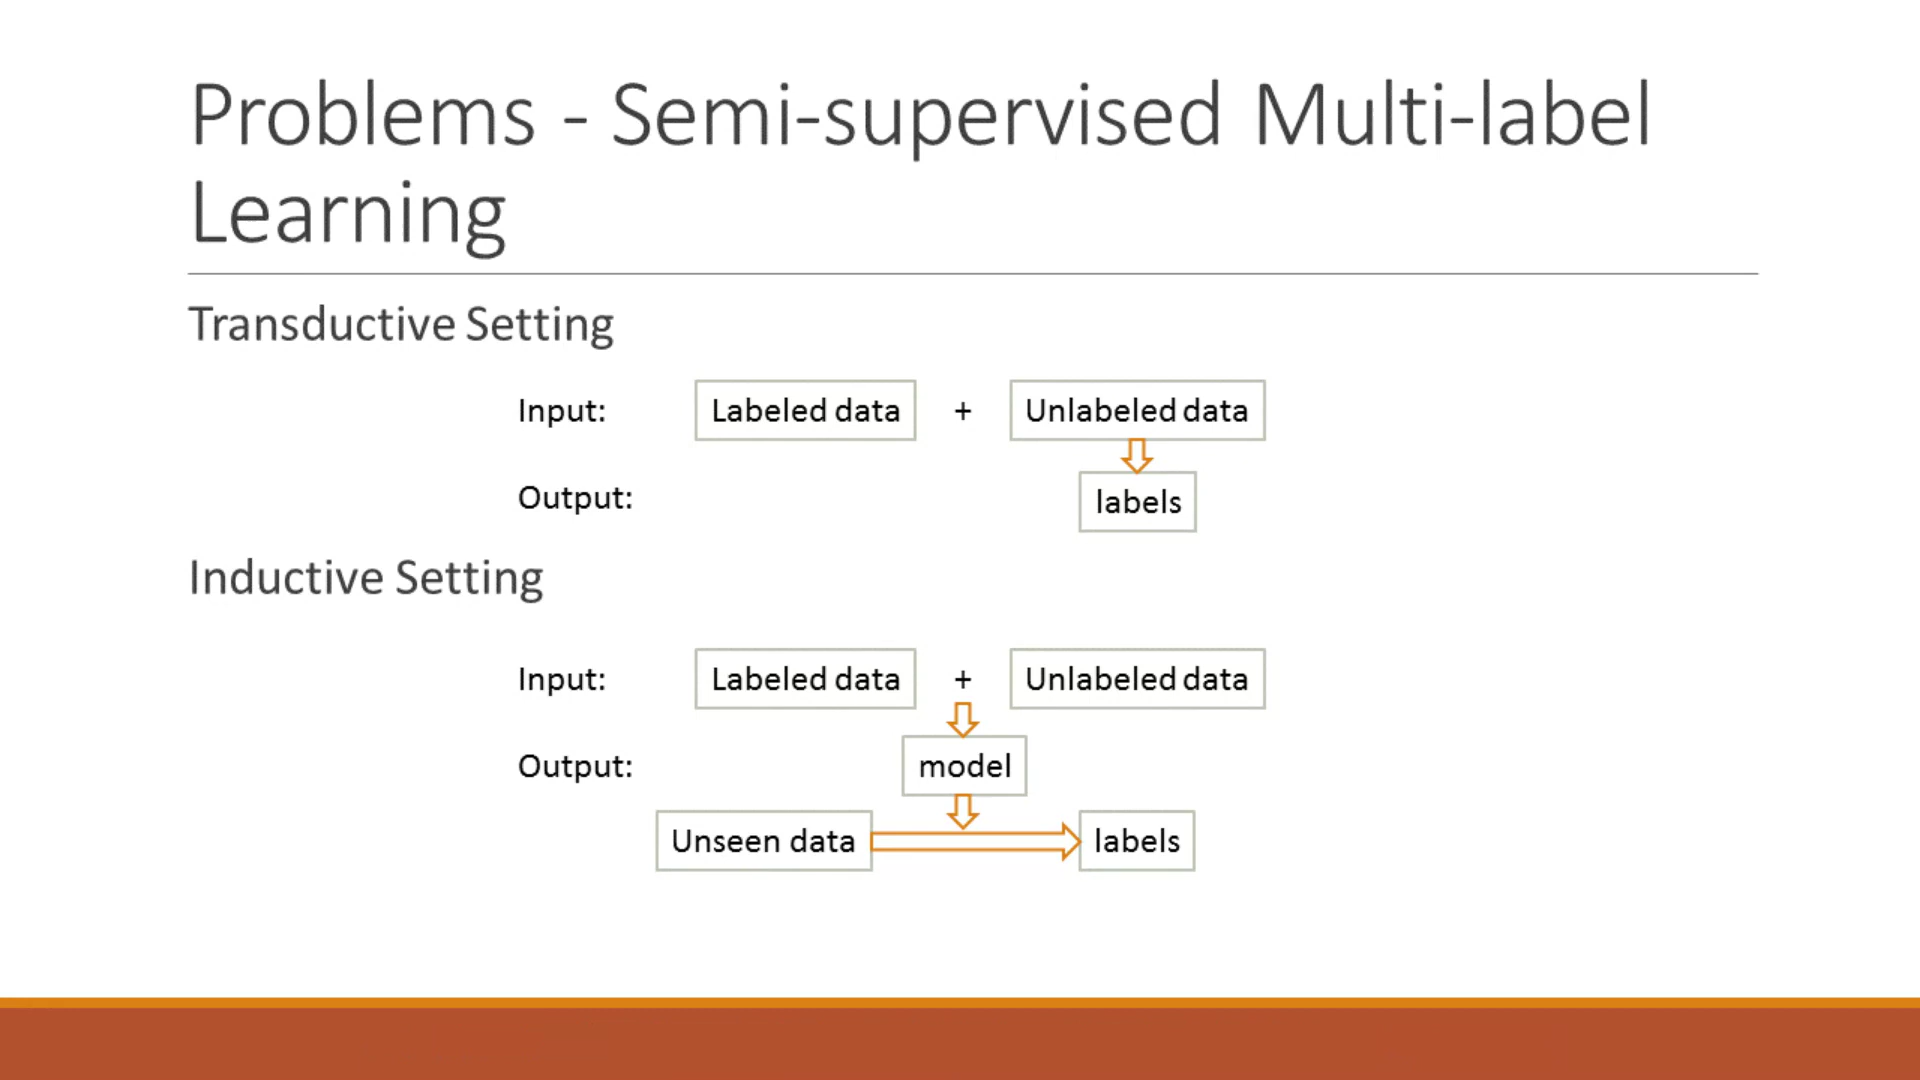 Problems - Semi-supervised Multi-label
Learning
Transductive Setting
Input: Labeled data + Unlabeled data
Output: labels
Inductive Setting
Input: Labeled data + Unlabeled data
Output: model
Unseen data labels